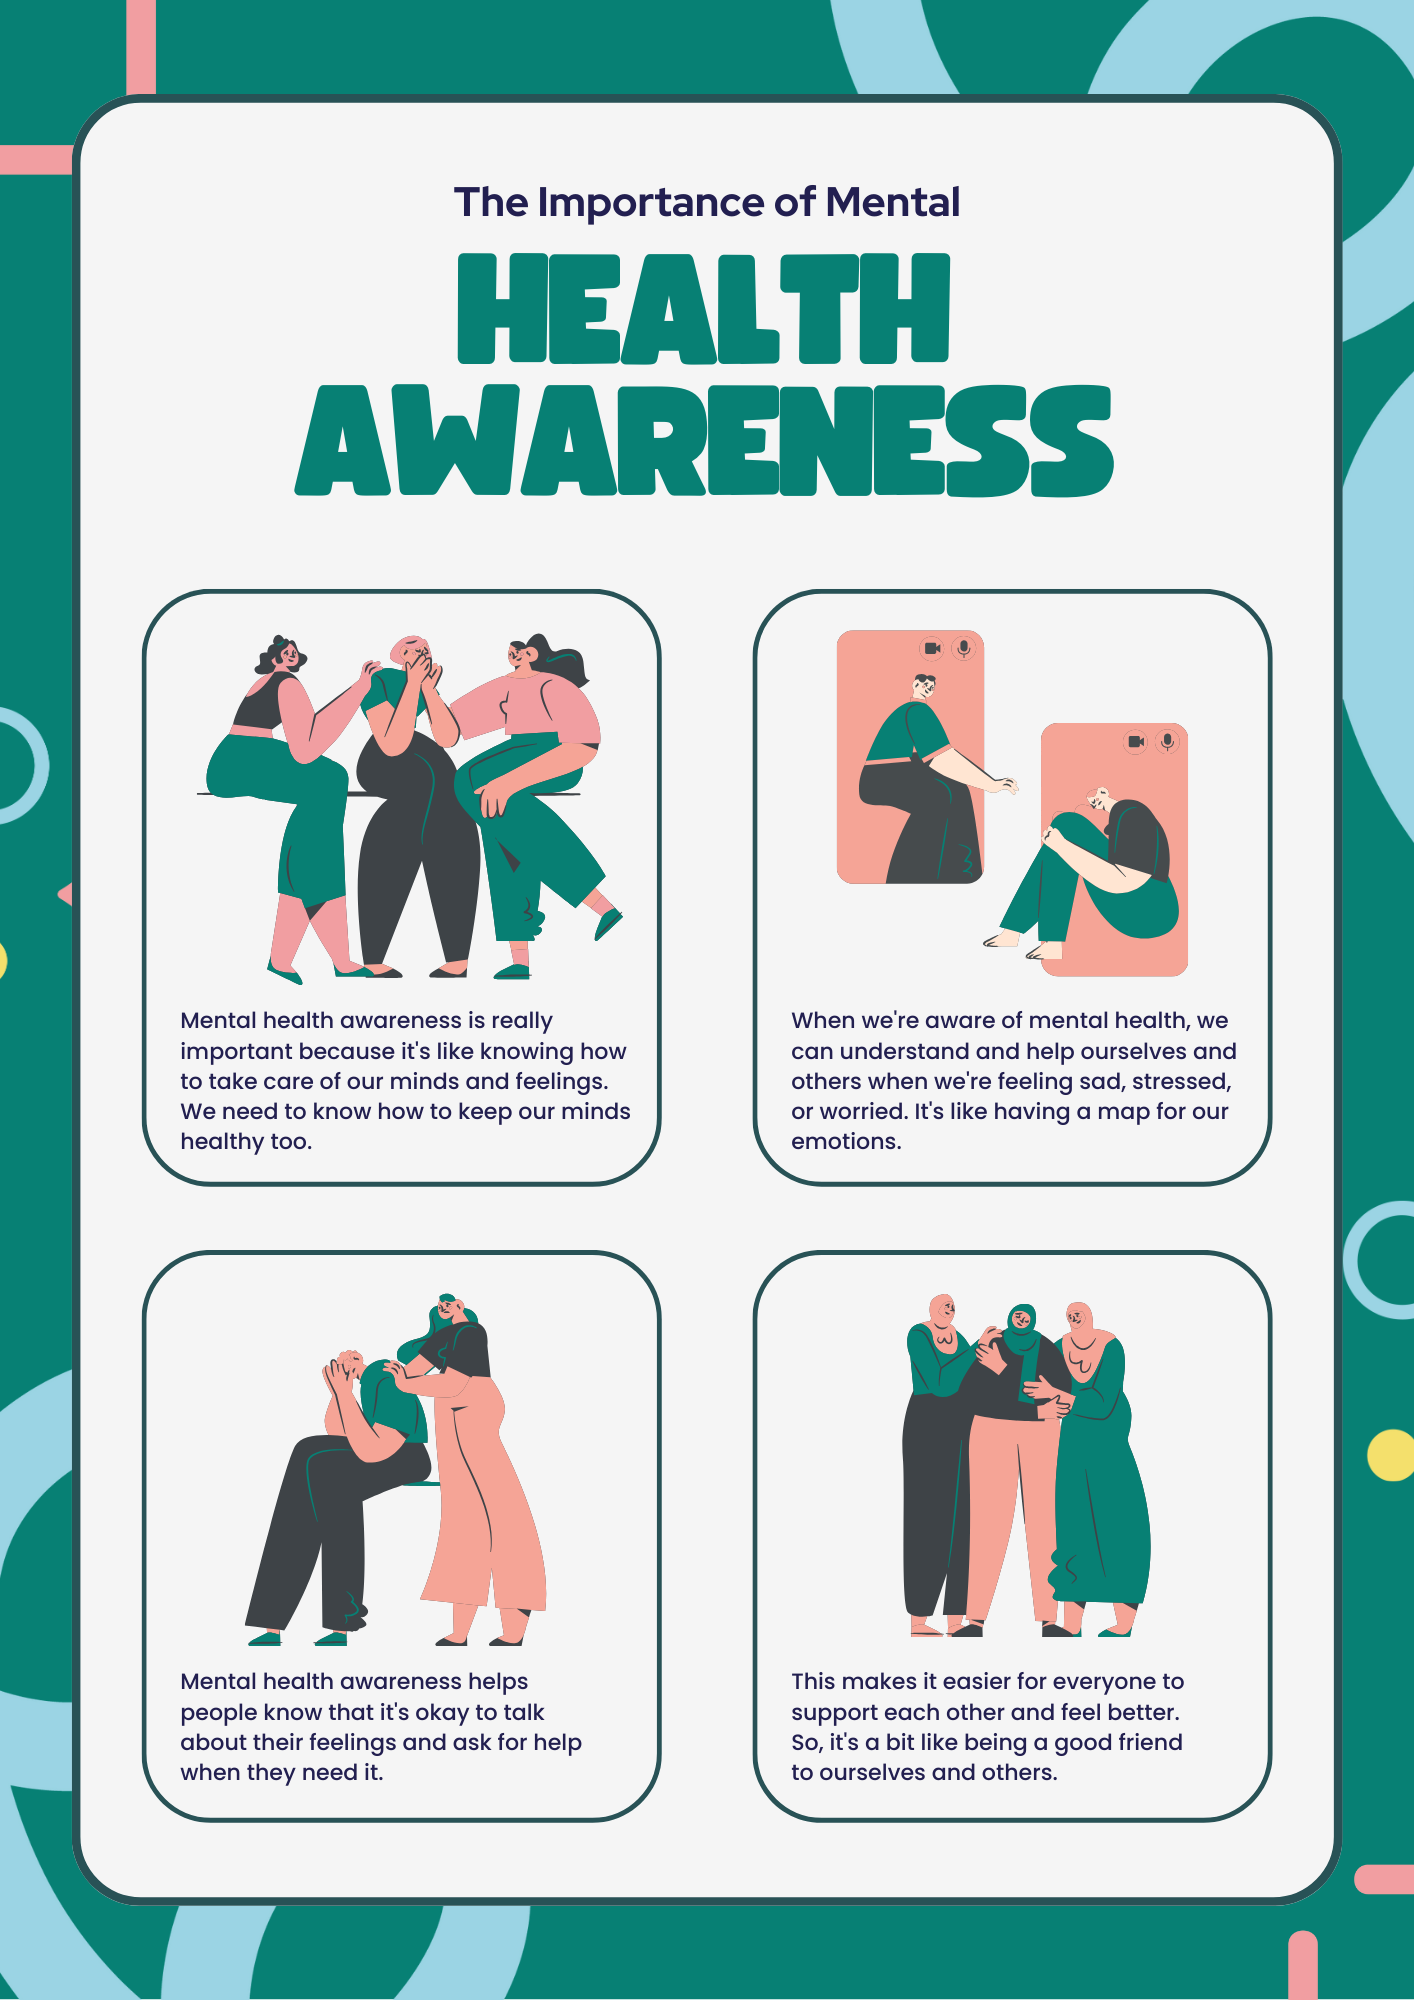 The Importance of Mental
HEALTH
AWARENESS
Mental health awareness is really
important because it's like knowing how
to take care of our minds and feelings.
We need to know how to keep our minds
healthy too.
When we're aware of mental health, we
can understand and help ourselves and
others when we're feeling sad, stressed,
or worried. It's like having a map for our
emotions.
Mental health awareness helps
people know that it's okay to talk
about their feelings and ask for help
when they need it.
This makes it easier for everyone to
support each other and feel better.
So, it's a bit like being a good friend
to ourselves and others.